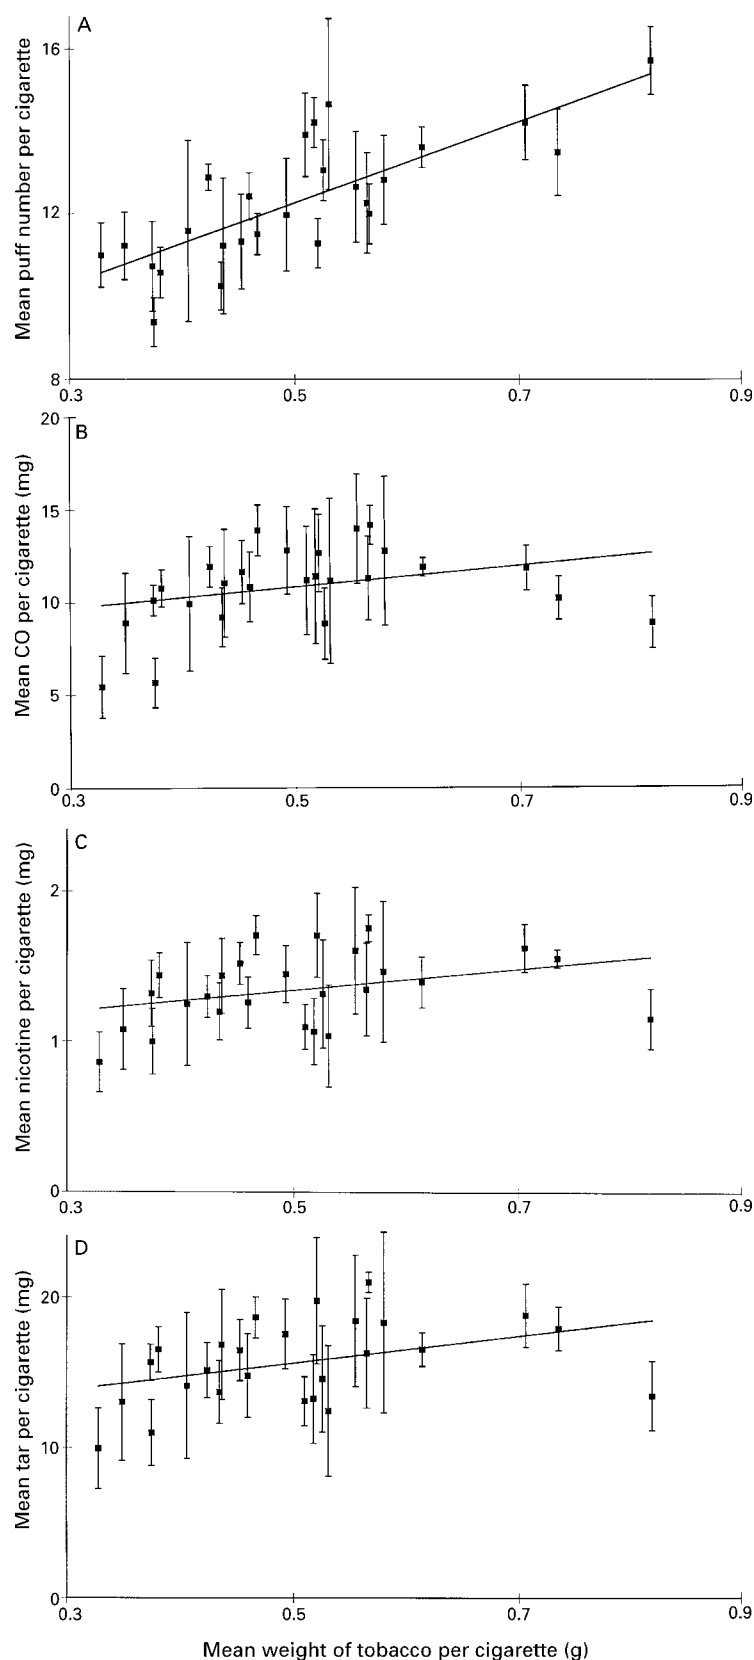 A
Mean puff number per cigarette
16
12
8
0.3 0.5 0.7 0.9
B
Mean CO per cigarette (mg)
20
15
10
5
0
0.3 0.5 0.7 0.9
C
Mean nicotine per cigarette (mg)
2
1
0
0.3 0.5 0.7 0.9
D
Mean tar per cigarette (mg)
20
10
0
0.3 0.5 0.7 0.9
Mean weight of tobacco per cigarette (g)